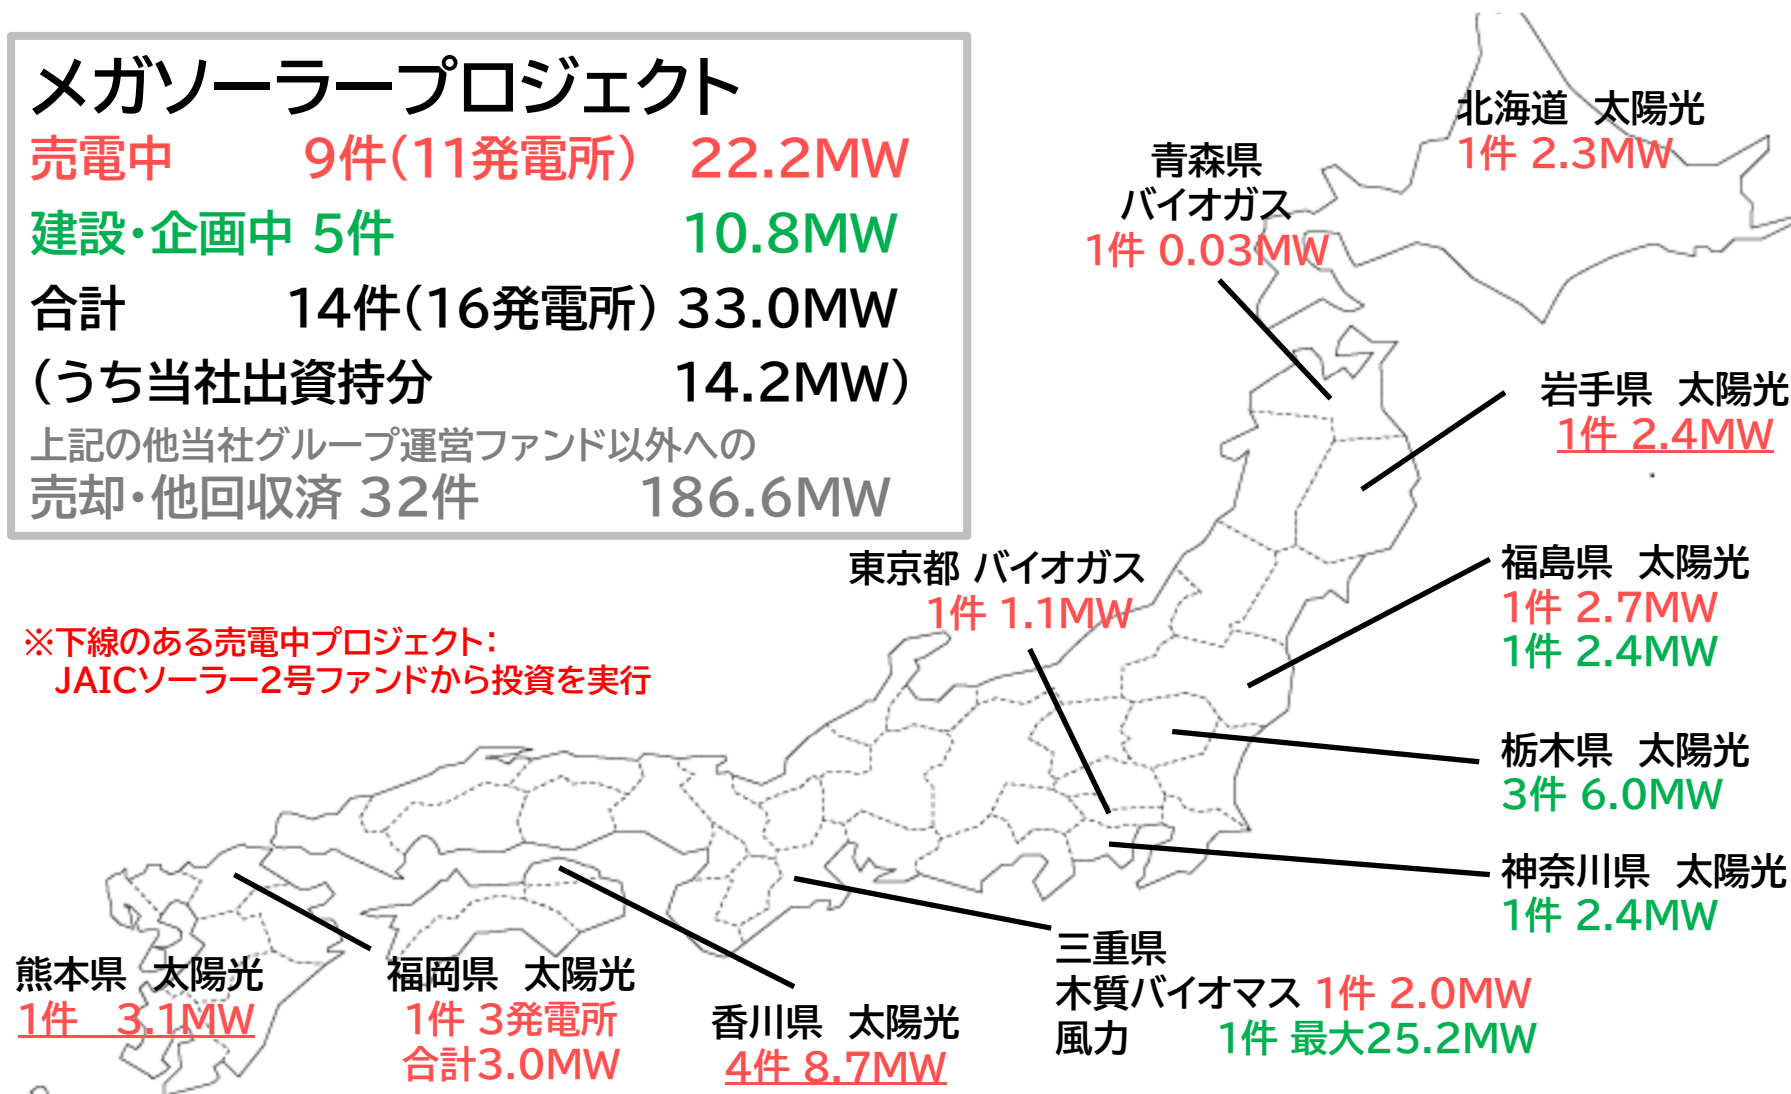 メガソーラープロジェクト
売電中 9件(11発電所) 22.2MW
建設・企画中 5件 10.8MW
合計 14件(16発電所) 33.0MW
(うち当社出資持分 14.2MW)
上記の他当社グループ運営ファンド以外への
売却・他回収済 32件 186.6MW
北海道 太陽光
1件 2.3MW
青森県
バイオガス
1件 0.03MW
岩手県 太陽光
1件 2.4MW
東京都 バイオガス
1件 1.1MW
福島県 太陽光
1件 2.7MW
1件 2.4MW
※下線のある売電中プロジェクト:
JAICソーラー2号ファンドから投資を実行
栃木県 太陽光
3件 6.0MW
神奈川県 太陽光
1件 2.4MW
三重県
木質バイオマス 1件 2.0MW
風力 1件 最大25.2MW
熊本県 太陽光
1件 3.1MW
福岡県 太陽光
1件 3発電所
合計3.0MW
香川県 太陽光
4件 8.7MW